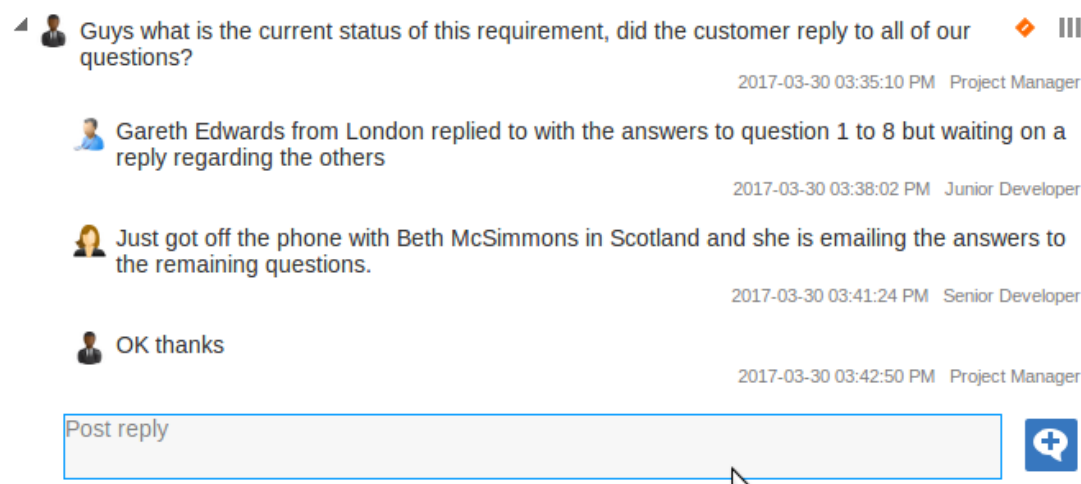 Guys what is the current status of this requirement, did the customer reply to all of our
questions?
2017-03-30 03:35:10 PM Project Manager
Gareth Edwards from London replied to with the answers to question 1 to 8 but waiting on a
reply regarding the others
2017-03-30 03:38:02 PM Junior Developer
Just got off the phone with Beth McSimmons in Scotland and she is emailing the answers to
the remaining questions.
2017-03-30 03:41:24 PM Senior Developer
OK thanks
2017-03-30 03:42:50 PM Project Manager
Post reply